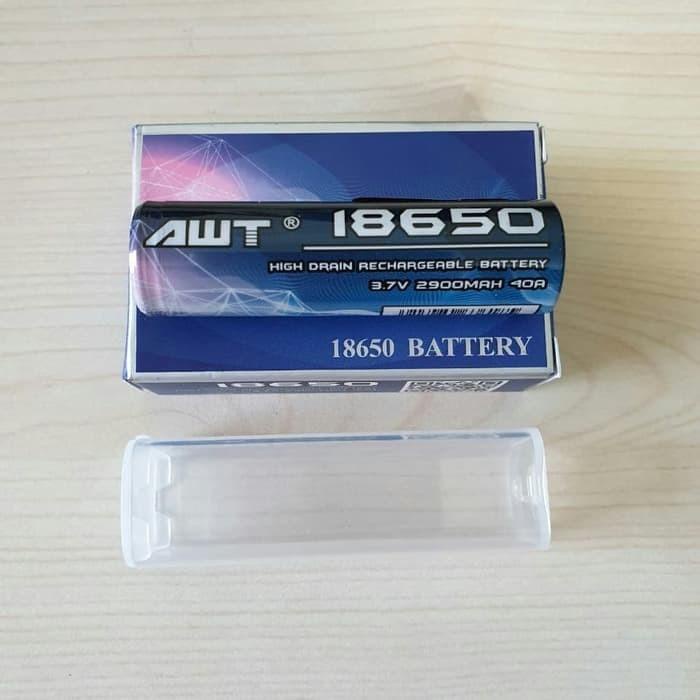 AWT ® 18650
HIGH DRAIN RECHARGEABLE BATTERY
3.7V 2900MAH 40A
18650 BATTERY
18650